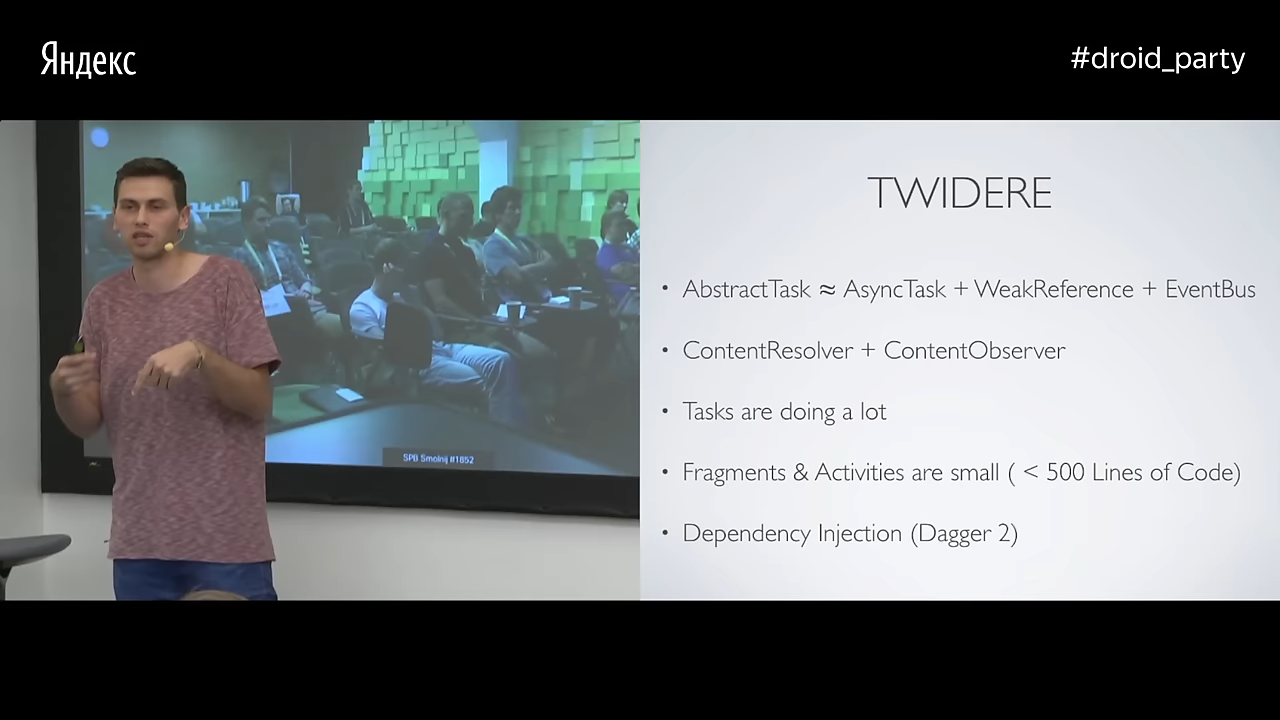 Яндекс
#droid_party
TWIDERE
• AbstractTask ≈ AsyncTask + WeakReference + EventBus
• ContentResolver + ContentObserver
• Tasks are doing a lot
• Fragments & Activities are small ( < 500 Lines of Code)
• Dependency Injection (Dagger 2)
SPB Smolnij #1852